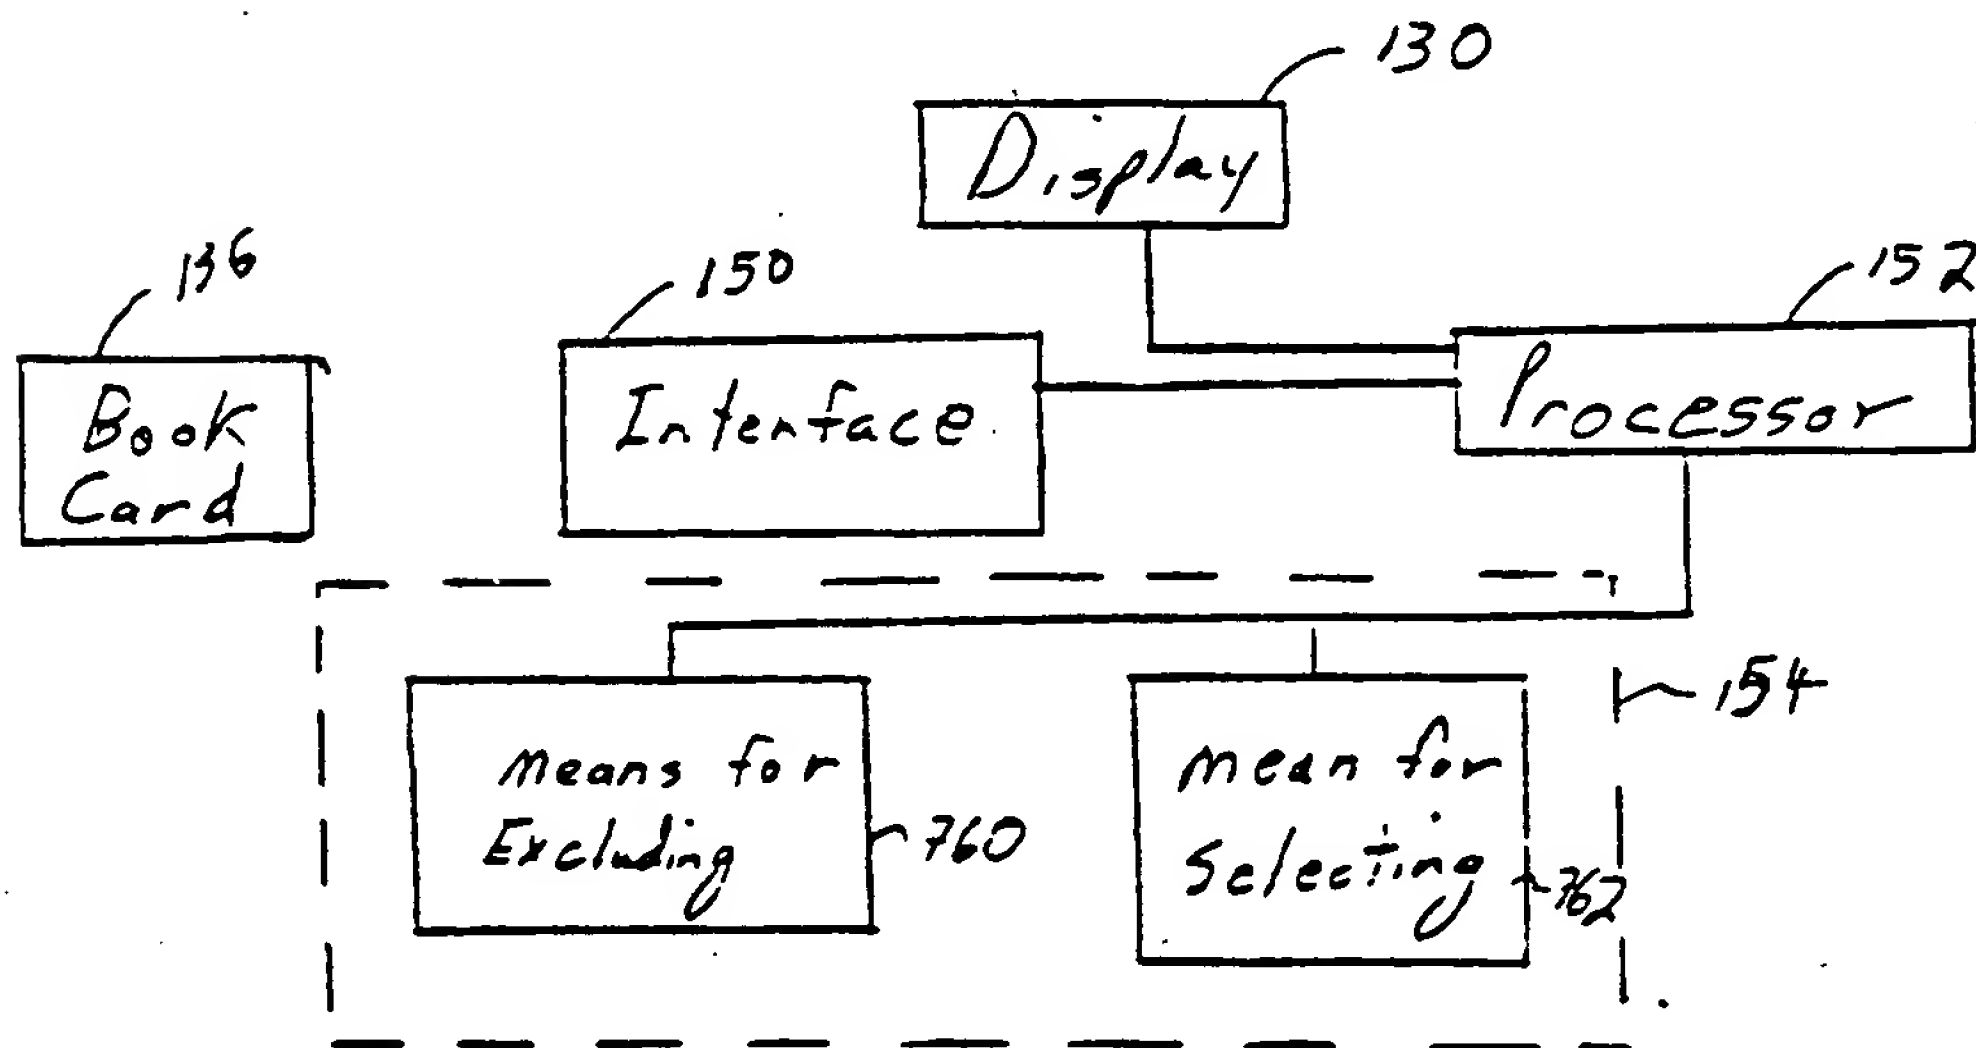 130
Display
136
150
152
Book
Card
Interface
Processor
154
Means for
Excluding
760
Mean for
Selecting
762